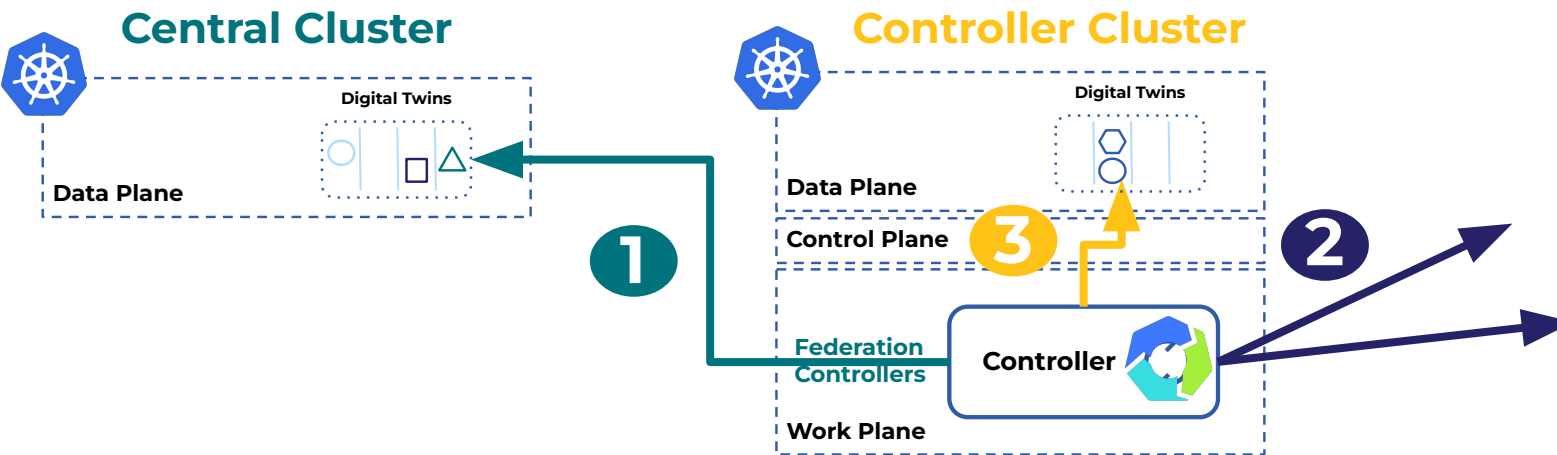 Central Cluster
Digital Twins
Data Plane
1
Controller Cluster
Digital Twins
Data Plane
Control Plane
3
2
Federation
Controllers
Controller
Work Plane